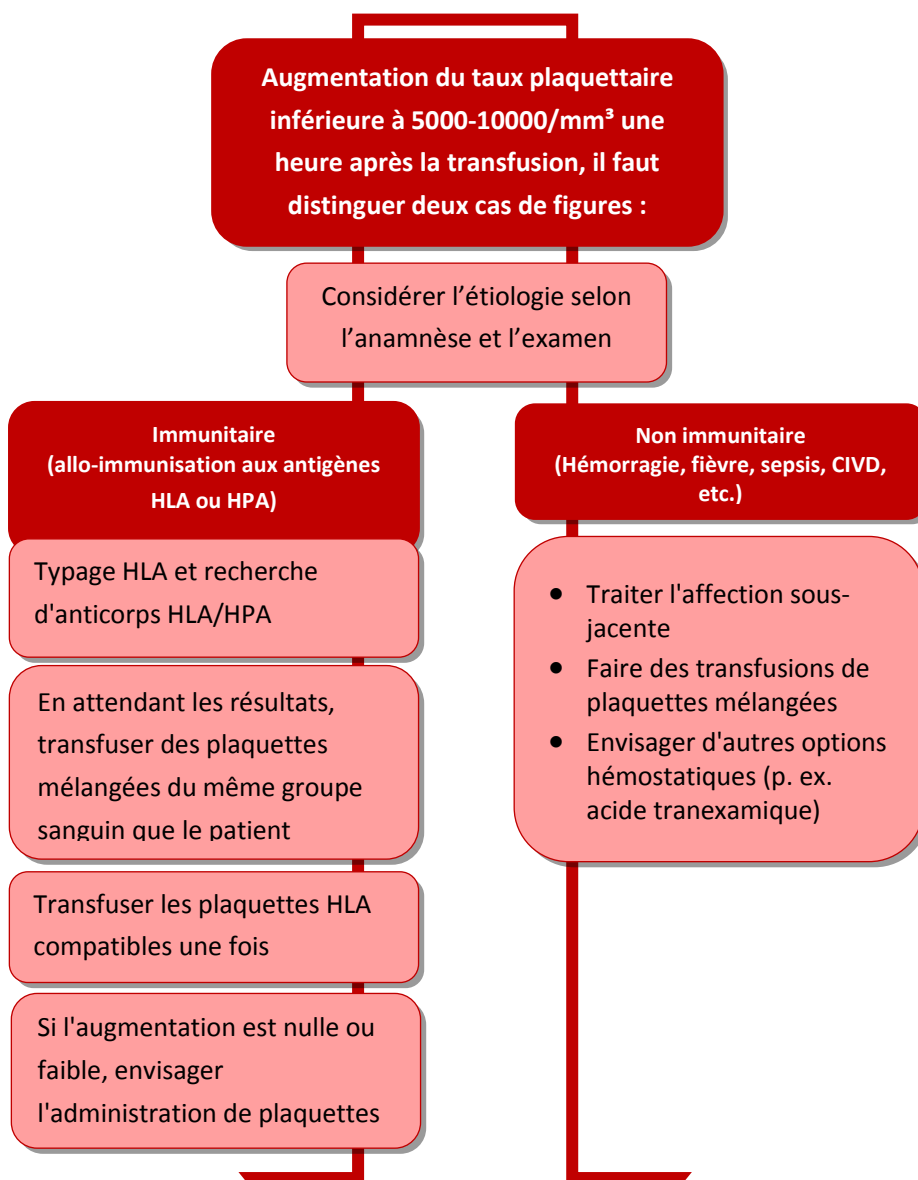 Augmentation du taux plaquettaire
inférieure à 5000-10000/mm³ une
heure après la transfusion, il faut
distinguer deux cas de figures :
Considérer l’étiologie selon
l’anamnèse et l’examen
Immunitaire
(allo-immunisation aux antigènes
HLA ou HPA)
Typage HLA et recherche
d'anticorps HLA/HPA
En attendant les résultats,
transfuser des plaquettes
mélangées du même groupe
sanguin que le patient
Transfuser les plaquettes HLA
compatibles une fois
Si l'augmentation est nulle ou
faible, envisager
l'administration de plaquettes
Non immunitaire
(Hémorragie, fièvre, sepsis, CIVD,
etc.)
• Traiter l'affection sous-
jacente
• Faire des transfusions de
plaquettes mélangées
• Envisager d'autres options
hémostatiques (p. ex.
acide tranexamique)